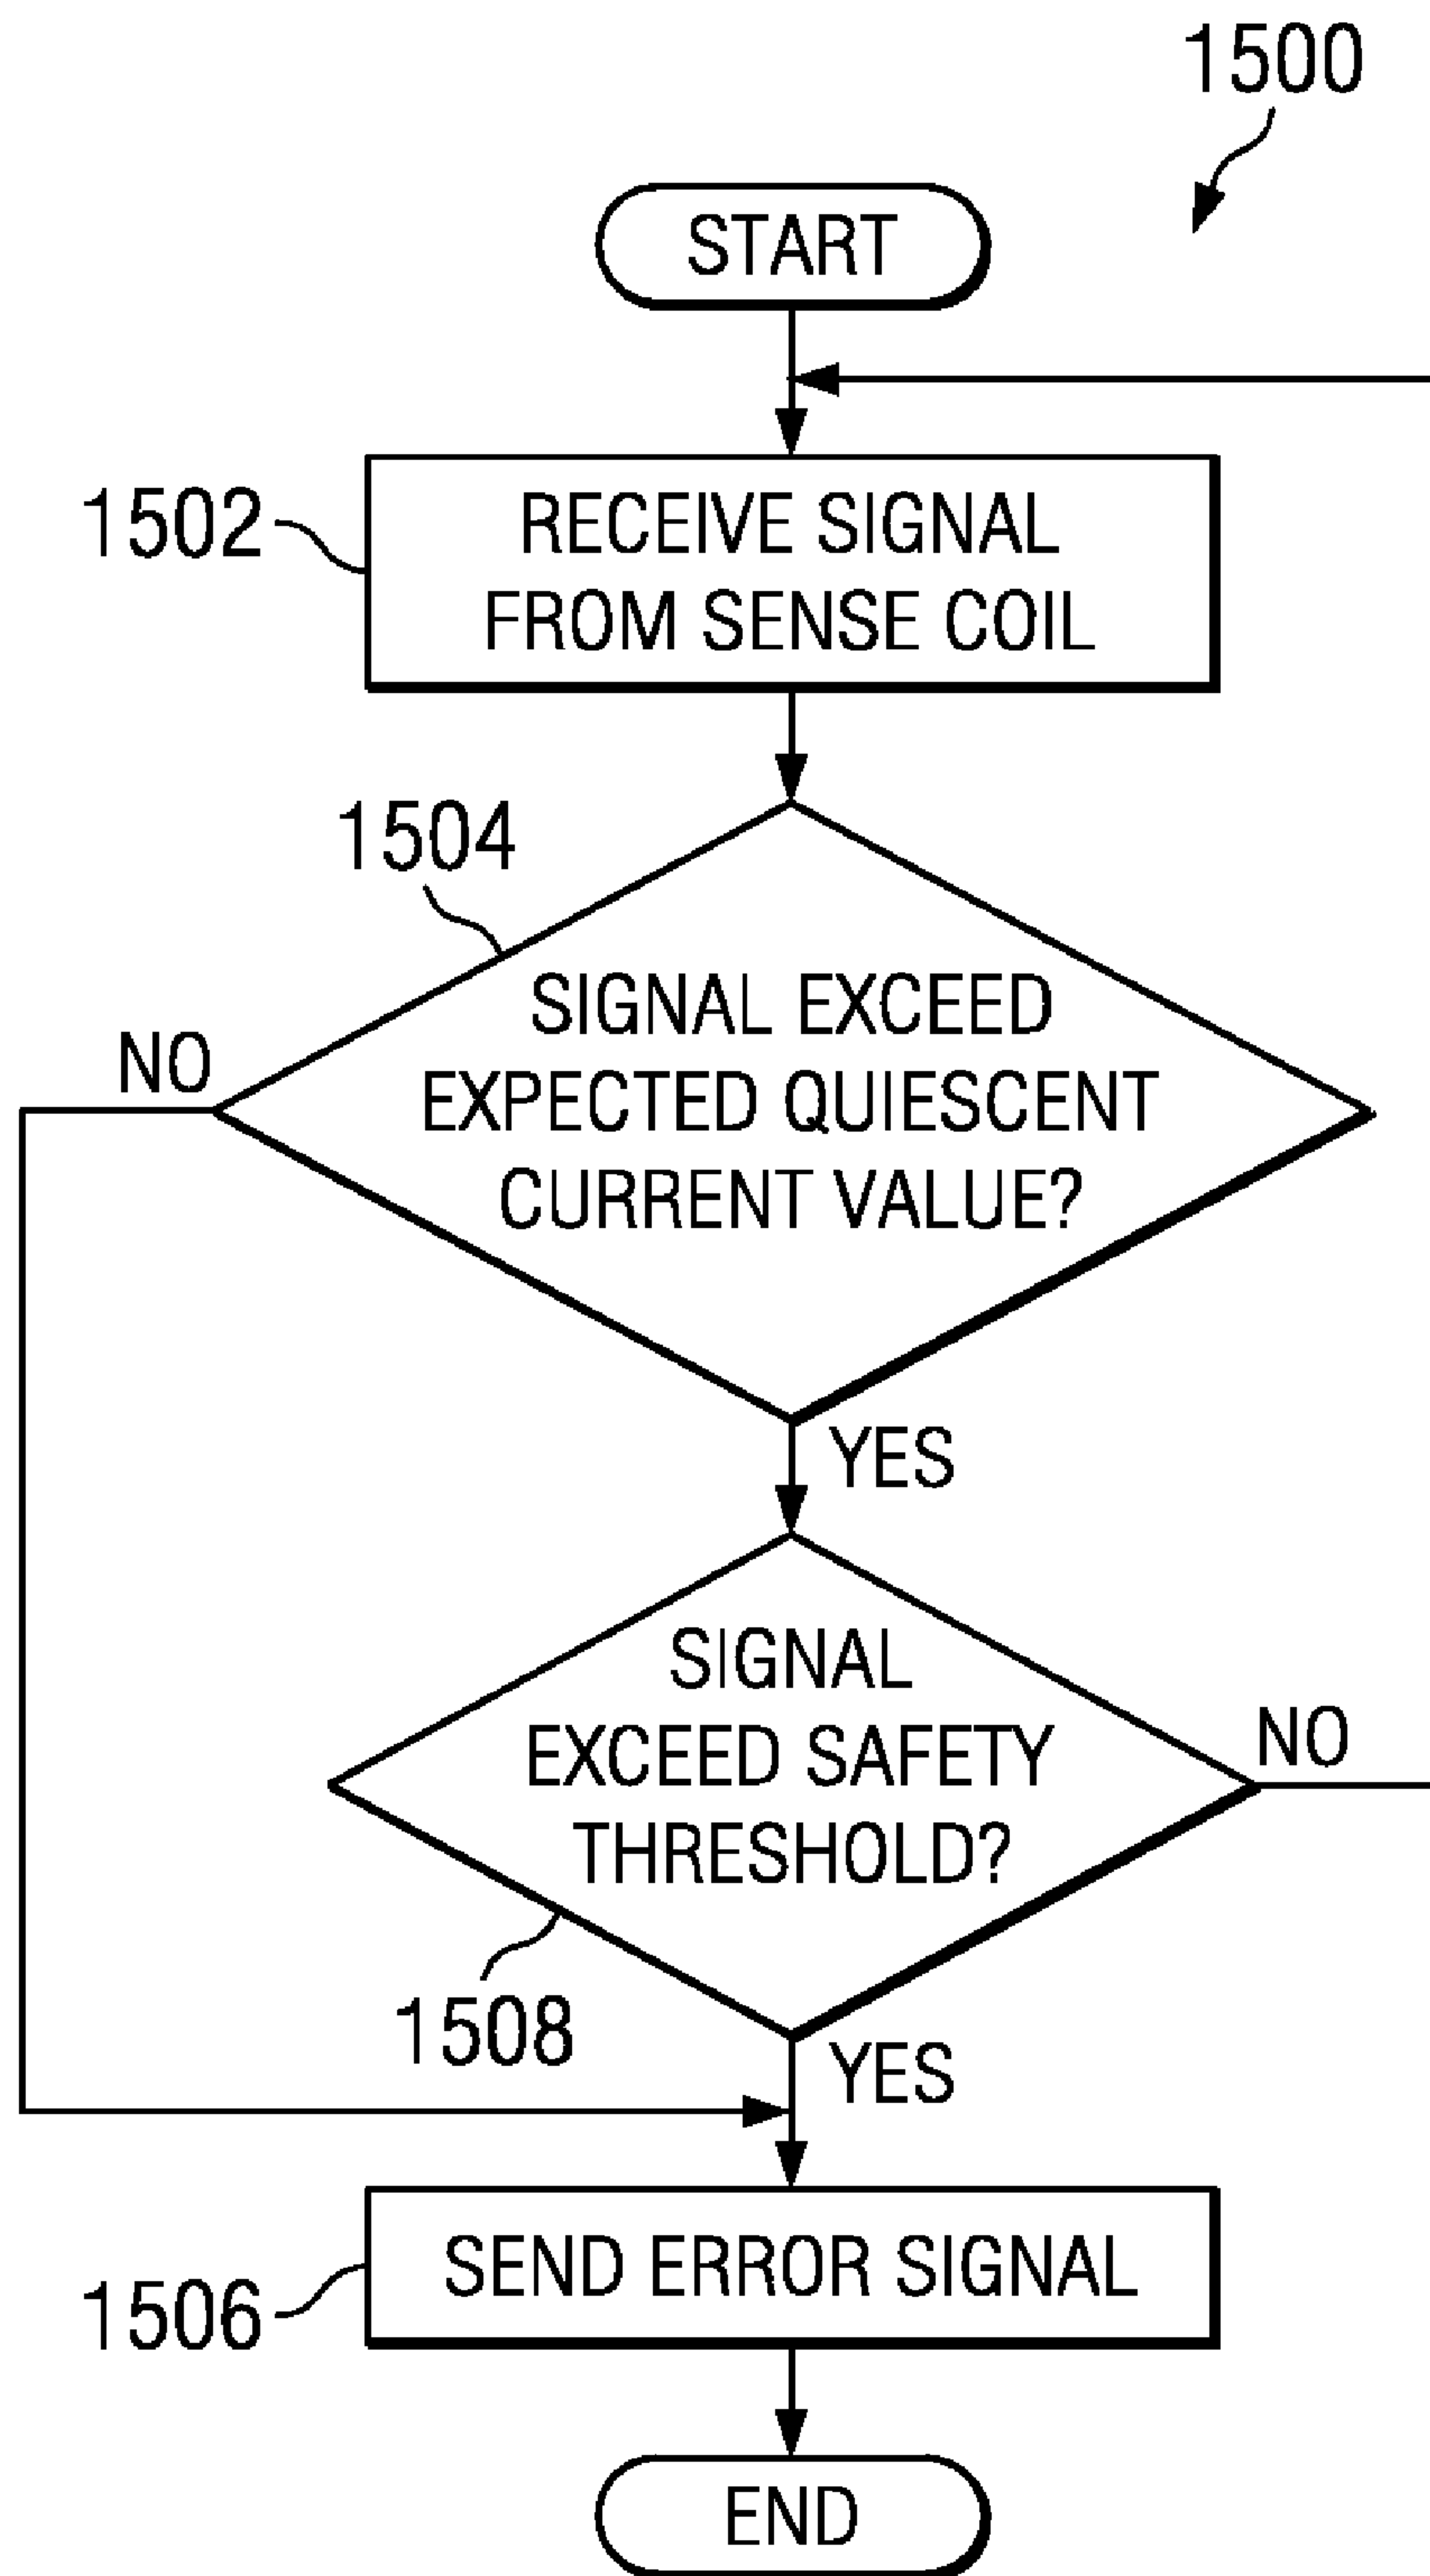 1500
START
1502
RECEIVE SIGNAL
FROM SENSE COIL
1504
SIGNAL EXCEED
EXPECTED QUIESCENT
CURRENT VALUE?
NO
YES
SIGNAL
EXCEED SAFETY
THRESHOLD?
NO
1508
YES
SEND ERROR SIGNAL
1506
END